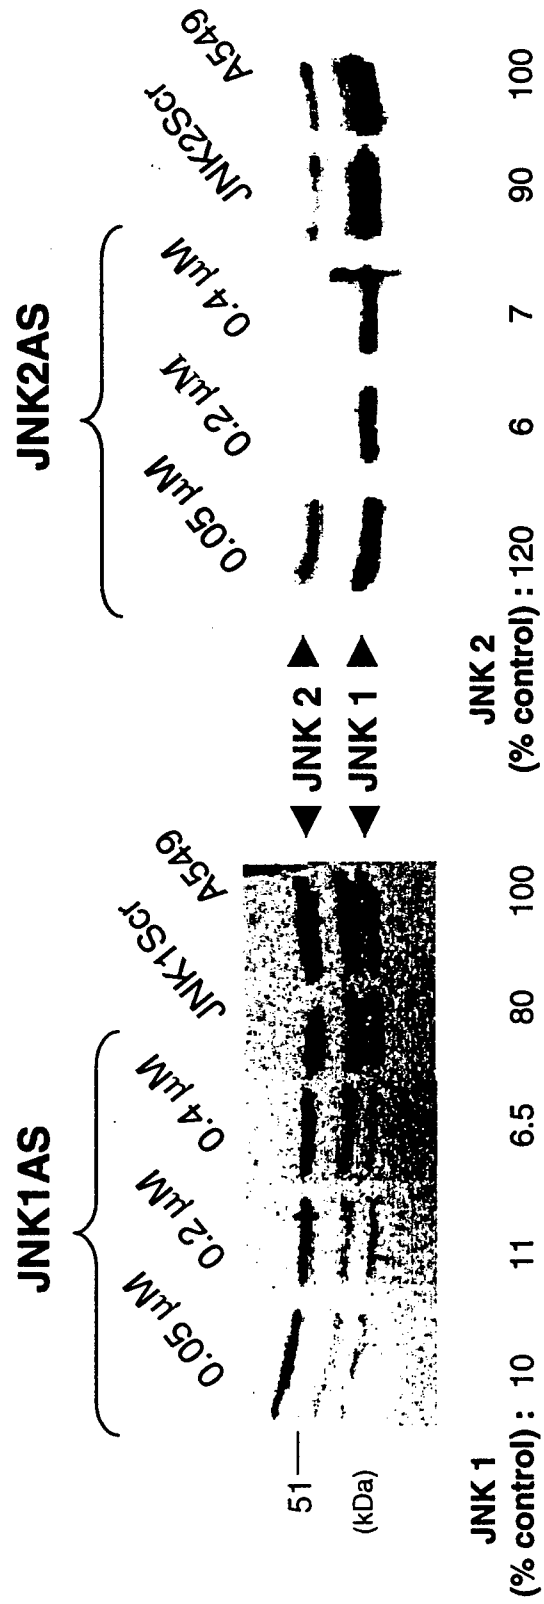 JNK1AS
0.05 µM 0.2 µM 0.4 µM JNK1Scr A549
51
(kDa)
JNK 1
(% control) : 10 11 6.5 80 100
JNK2AS
0.05 µM 0.2 µM 0.4 µM JNK2Scr A549
JNK 2
JNK 1
JNK 2
(% control) : 120 6 7 90 100